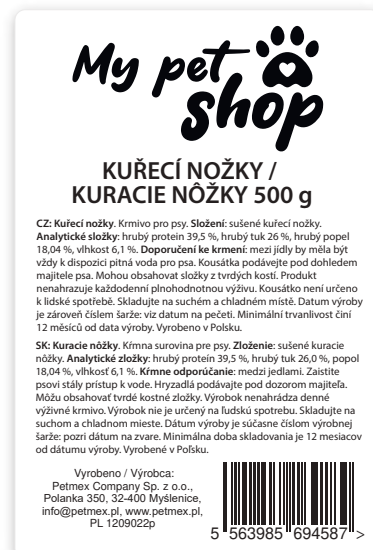 My pet
shop
KUŘECÍ NOŽKY /
KURACIE NÔŽKY 500 g
CZ: Kuřecí nožky. Krmivo pro psy. Složení: sušené kuřecí nožky.
Analytické složky: hrubý protein 39,5 %, hrubý tuk 26 %, hrubý popel
18,04 %, vlhkost 6,1 %. Doporučení ke krmení: mezi jídly by měla být
vždy k dispozici pitná voda pro psa. Kousátka podávejte pod dohledem
majitele psa. Mohou obsahovat složky z tvrdých kostí. Produkt
nenahrazuje každodenní plnohodnotnou výživu. Kousátko není určeno
k lidské spotřebě. Skladujte na suchém a chladném místě. Datum výroby
je zároveň číslem šarže: viz datum na pečeti. Minimální trvanlivost činí
12 měsíců od data výroby. Vyrobeno v Polsku.
SK: Kuracie nôžky. Kŕmna surovina pre psy. Zloženie: sušené kuracie
nôžky. Analytické zložky: hrubý proteín 39,5 %, hrubý tuk 26,0 %, popol
18,04 %, vlhkosť 6,1 %. Kŕmne odporúčanie: medzi jedlami. Zaistite
psovi stály prístup k vode. Hryzadlá podávajte pod dozorom majiteľa.
Môžu obsahovať tvrdé kostné zložky. Výrobok nenahrádza denné
výživné krmivo. Výrobok nie je určený na ľudskú spotrebu. Skladujte na
suchom a chladnom mieste. Dátum výroby je súčasne číslom výrobnej
šarže: pozri dátum na zvare. Minimálna doba skladovania je 12 mesiacov
od dátumu výroby. Vyrobené v Poľsku.
Vyrobeno / Výrobca:
Petmex Company Sp. z o.o.,
Polanka 350, 32-400 Myślenice,
info@petmex.pl, www.petmex.pl,
PL 1209022p
5 563985 694587 >